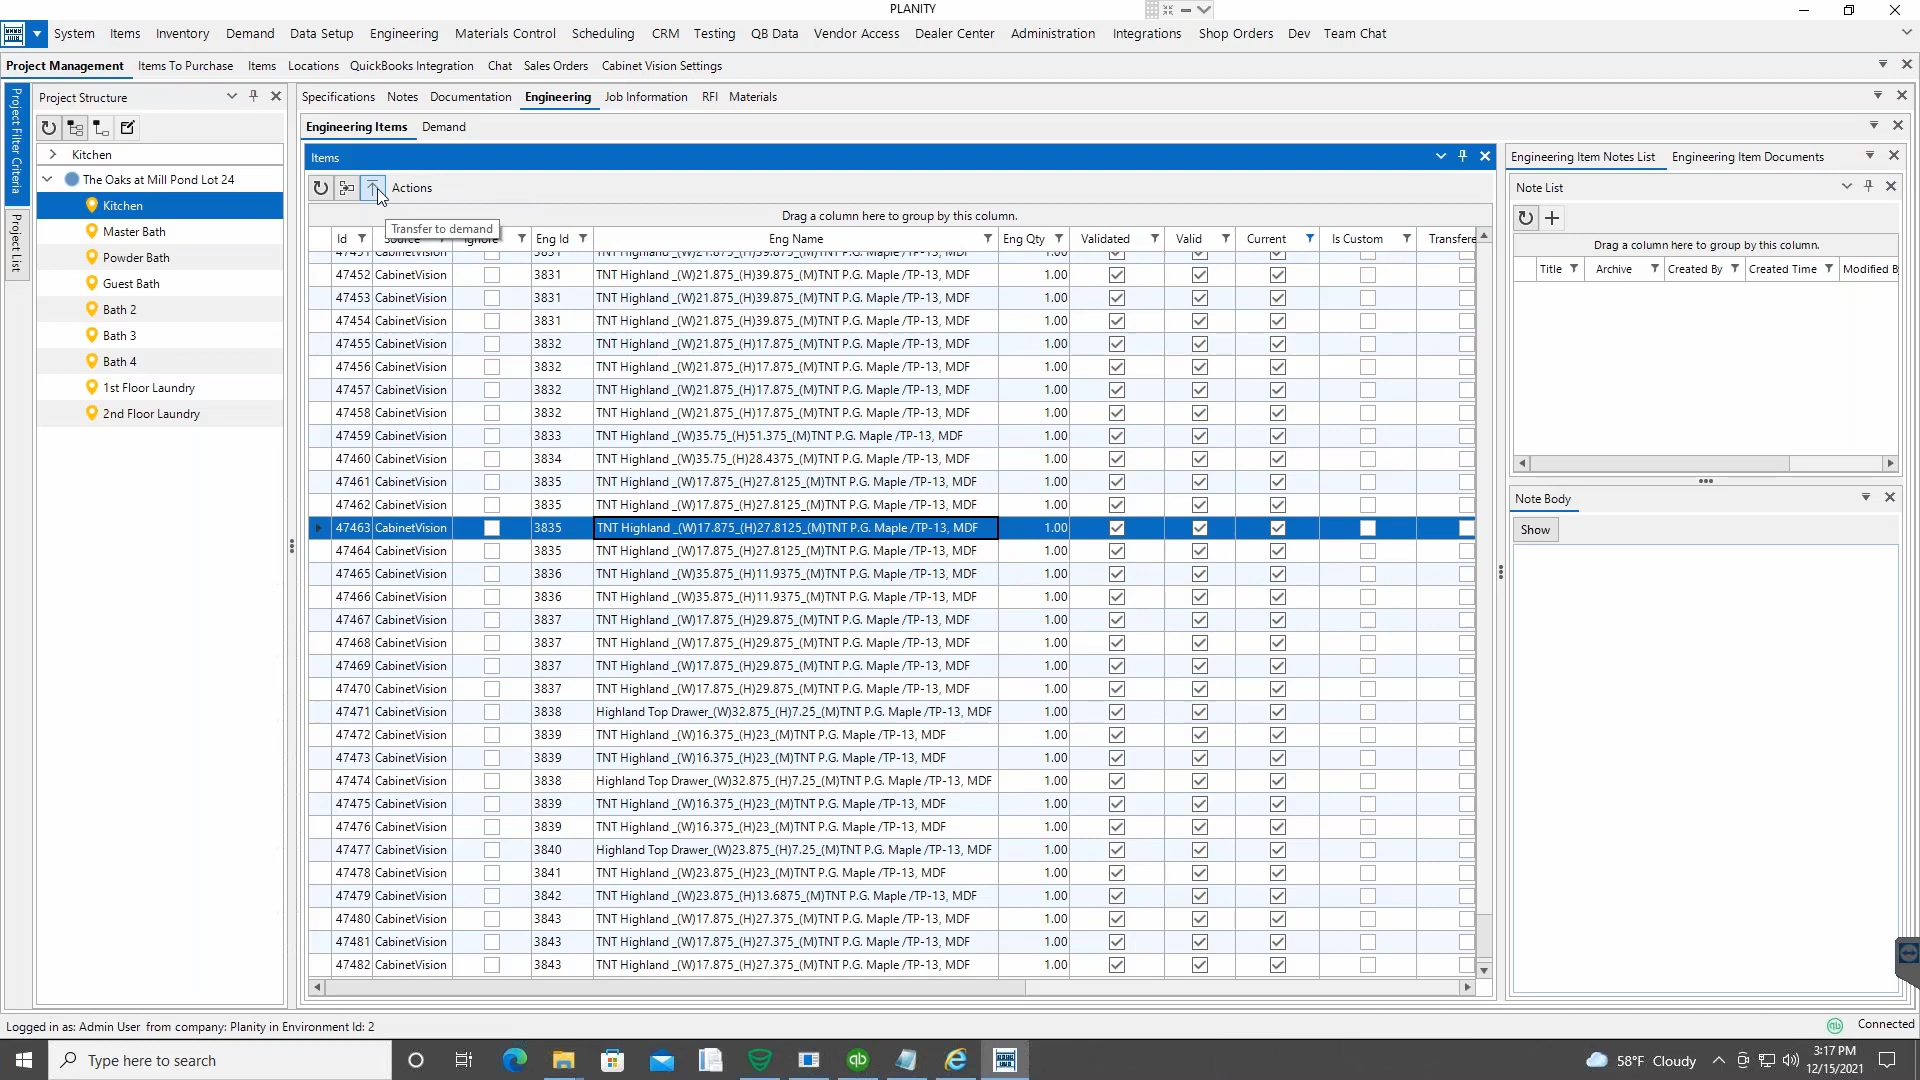 PLANITY
System Items Inventory Demand Data Setup Engineering Materials Control Scheduling CRM Testing QB Data Vendor Access Dealer Center Administration Integrations Shop Orders Dev Team Chat
Project Management Items To Purchase Items Locations QuickBooks Integration Chat Sales Orders Cabinet Vision Settings
Project Filter Criteria
Project List
Project Structure
Kitchen
The Oaks at Mill Pond Lot 24
Kitchen
Master Bath
Powder Bath
Guest Bath
Bath 2
Bath 3
Bath 4
1st Floor Laundry
2nd Floor Laundry
Specifications Notes Documentation Engineering Job Information RFI Materials
Engineering Items Demand
Items
Actions
Transfer to demand
Drag a column here to group by this column.
Id Eng Id Eng Name Eng Qty Validated Valid Current Is Custom Transfere
47452 CabinetVision 3831 TNT Highland _(W)21.875_(H)39.875_(M)TNT P.G. Maple /TP-13, MDF 1.00
47453 CabinetVision 3831 TNT Highland _(W)21.875_(H)39.875_(M)TNT P.G. Maple /TP-13, MDF 1.00
47454 CabinetVision 3831 TNT Highland _(W)21.875_(H)39.875_(M)TNT P.G. Maple /TP-13, MDF 1.00
47455 CabinetVision 3832 TNT Highland _(W)21.875_(H)17.875_(M)TNT P.G. Maple /TP-13, MDF 1.00
47456 CabinetVision 3832 TNT Highland _(W)21.875_(H)17.875_(M)TNT P.G. Maple /TP-13, MDF 1.00
47457 CabinetVision 3832 TNT Highland _(W)21.875_(H)17.875_(M)TNT P.G. Maple /TP-13, MDF 1.00
47458 CabinetVision 3832 TNT Highland _(W)21.875_(H)17.875_(M)TNT P.G. Maple /TP-13, MDF 1.00
47459 CabinetVision 3833 TNT Highland _(W)35.75_(H)51.375_(M)TNT P.G. Maple /TP-13, MDF 1.00
47460 CabinetVision 3834 TNT Highland _(W)35.75_(H)28.4375_(M)TNT P.G. Maple /TP-13, MDF 1.00
47461 CabinetVision 3835 TNT Highland _(W)17.875_(H)27.8125_(M)TNT P.G. Maple /TP-13, MDF 1.00
47462 CabinetVision 3835 TNT Highland _(W)17.875_(H)27.8125_(M)TNT P.G. Maple /TP-13, MDF 1.00
47463 CabinetVision 3835 TNT Highland _(W)17.875_(H)27.8125_(M)TNT P.G. Maple /TP-13, MDF 1.00
47464 CabinetVision 3835 TNT Highland _(W)17.875_(H)27.8125_(M)TNT P.G. Maple /TP-13, MDF 1.00
47465 CabinetVision 3836 TNT Highland _(W)35.875_(H)11.9375_(M)TNT P.G. Maple /TP-13, MDF 1.00
47466 CabinetVision 3836 TNT Highland _(W)35.875_(H)11.9375_(M)TNT P.G. Maple /TP-13, MDF 1.00
47467 CabinetVision 3837 TNT Highland _(W)17.875_(H)29.875_(M)TNT P.G. Maple /TP-13, MDF 1.00
47468 CabinetVision 3837 TNT Highland _(W)17.875_(H)29.875_(M)TNT P.G. Maple /TP-13, MDF 1.00
47469 CabinetVision 3837 TNT Highland _(W)17.875_(H)29.875_(M)TNT P.G. Maple /TP-13, MDF 1.00
47470 CabinetVision 3837 TNT Highland _(W)17.875_(H)29.875_(M)TNT P.G. Maple /TP-13, MDF 1.00
47471 CabinetVision 3838 Highland Top Drawer_(W)32.875_(H)7.25_(M)TNT P.G. Maple /TP-13, MDF 1.00
47472 CabinetVision 3839 TNT Highland _(W)16.375_(H)23_(M)TNT P.G. Maple /TP-13, MDF 1.00
47473 CabinetVision 3839 TNT Highland _(W)16.375_(H)23_(M)TNT P.G. Maple /TP-13, MDF 1.00
47474 CabinetVision 3838 Highland Top Drawer_(W)32.875_(H)7.25_(M)TNT P.G. Maple /TP-13, MDF 1.00
47475 CabinetVision 3839 TNT Highland _(W)16.375_(H)23_(M)TNT P.G. Maple /TP-13, MDF 1.00
47476 CabinetVision 3839 TNT Highland _(W)16.375_(H)23_(M)TNT P.G. Maple /TP-13, MDF 1.00
47477 CabinetVision 3840 Highland Top Drawer_(W)23.875_(H)7.25_(M)TNT P.G. Maple /TP-13, MDF 1.00
47478 CabinetVision 3841 TNT Highland _(W)23.875_(H)23_(M)TNT P.G. Maple /TP-13, MDF 1.00
47479 CabinetVision 3842 TNT Highland _(W)23.875_(H)13.6875_(M)TNT P.G. Maple /TP-13, MDF 1.00
47480 CabinetVision 3843 TNT Highland _(W)17.875_(H)27.375_(M)TNT P.G. Maple /TP-13, MDF 1.00
47481 CabinetVision 3843 TNT Highland _(W)17.875_(H)27.375_(M)TNT P.G. Maple /TP-13, MDF 1.00
47482 CabinetVision 3843 TNT Highland _(W)17.875_(H)27.375_(M)TNT P.G. Maple /TP-13, MDF 1.00
Engineering Item Notes List Engineering Item Documents
Note List
Drag a column here to group by this column.
Title Archive Created By Created Time Modified B
Note Body
Show
Logged in as: Admin User from company: Planity in Environment Id: 2
Connected
Type here to search
58°F Cloudy
3:17 PM
12/15/2021